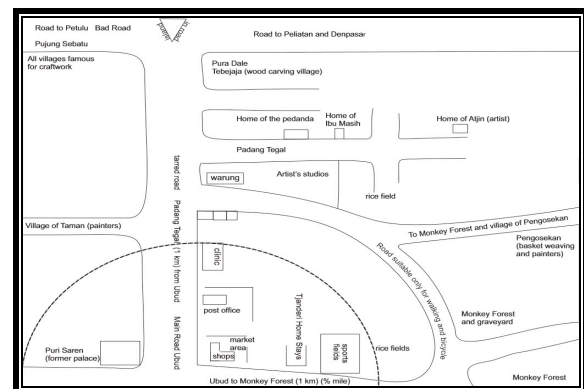 Road to Petulu Bad Road
Pujung Sebatu
in road
island
Road to Peliatan and Denpasar
All villages famous
for craftwork
Pura Dale
Tebejaja (wood carving village)
Home of the pedanda
Home of
Ibu Masih
Home of Aljin (artist)
Padang Tegal
tarred road
warung
Artist's studios
rice field
Padang Tegal (1 km) from Ubud
Village of Taman (painters)
To Monkey Forest and village of Pengosekan
Pengosekan
(basket weaving
and painters)
Road suitable only for walking and bicycle
clinic
post office
Tjanderi Home Stays
Main Road Ubud
market
area
shops
sports
fields
rice fields
Monkey Forest
and graveyard
Puri Saren
(former palace)
Ubud to Monkey Forest (1 km) (% mile)
Monkey Forest